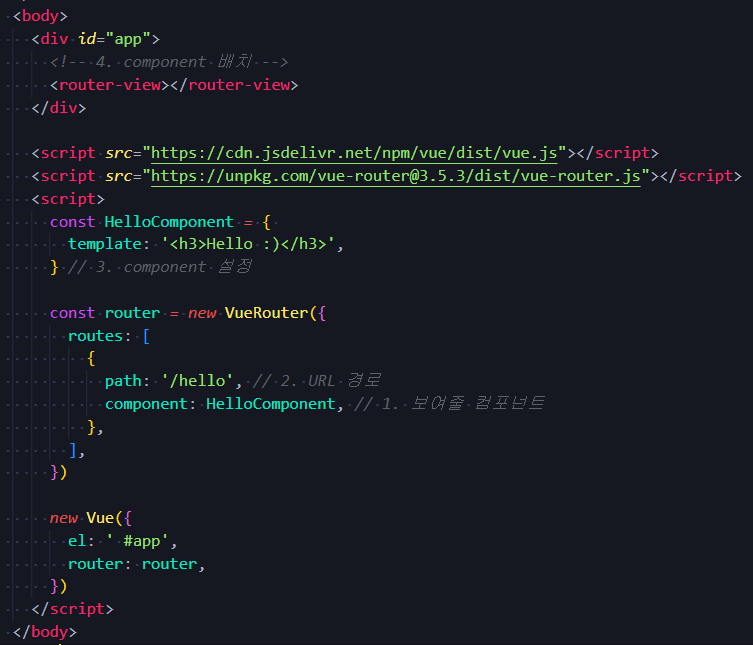 <body>
<div id="app">
<!-- 4. component 배치 -->
<router-view></router-view>
</div>
<script src="https://cdn.jsdelivr.net/npm/vue/dist/vue.js"></script>
<script src="https://unpkg.com/vue-router@3.5.3/dist/vue-router.js"></script>
<script>
const HelloComponent = {
template: '<h3>Hello :)</h3>',
} // 3. component 설정
const router = new VueRouter({
routes: [
{
path: '/hello', // 2. URL 경로
component: HelloComponent, // 1. 보여줄 컴포넌트
},
],
})
new Vue({
el: ' #app',
router: router,
})
</script>
</body>